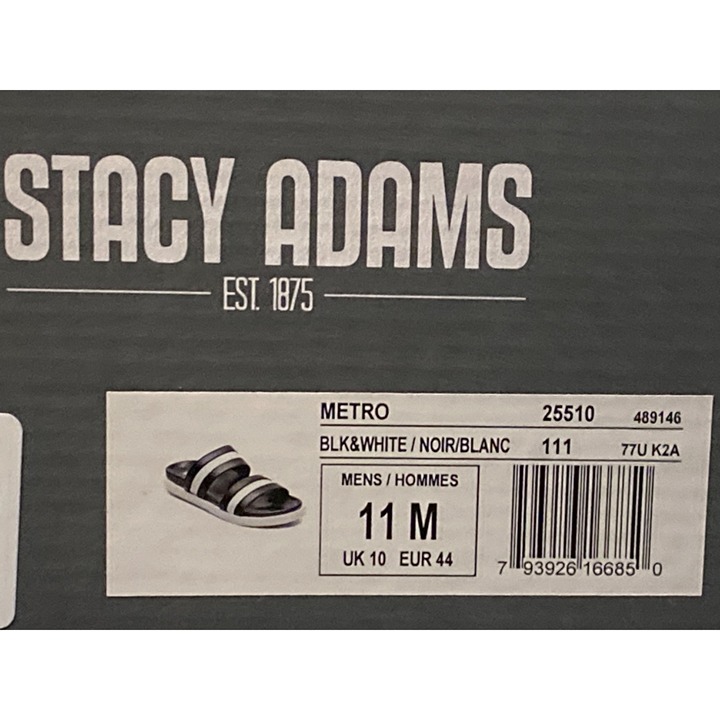 STACY ADAMS
EST. 1875
METRO 25510 489146
BLK&WHITE / NOIR/BLANC 111 77U K2A
MENS / HOMMES
11 M
UK 10 EUR 44
7 93926 16685 0